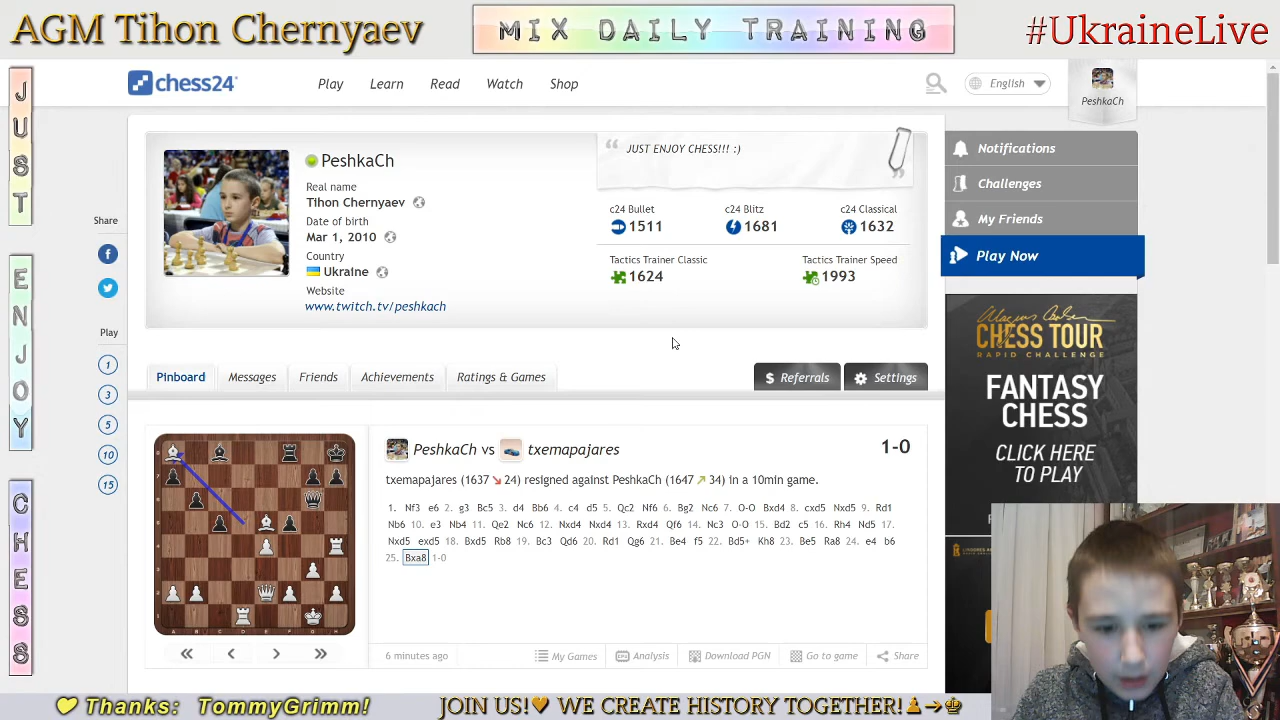 AGM Tihon Chernyaev
MIX DAILY TRAINING
#UkraineLive
JUST
ENJOY
CHESS
chess24
Play
Learn
Read
Watch
Shop
English
PeshkaCh
PeshkaCh
Real name
Tihon Chernyaev
Date of birth
Mar 1, 2010
Country
Ukraine
Website
www.twitch.tv/peshkach
JUST ENJOY CHESS!!! :)
c24 Bullet
1511
c24 Blitz
1681
c24 Classical
1632
Tactics Trainer Classic
1624
Tactics Trainer Speed
1993
Notifications
Challenges
My Friends
Play Now
Share
Play
1
3
5
10
15
Pinboard
Messages
Friends
Achievements
Ratings & Games
$ Referrals
Settings
PeshkaCh vs txemapajares
1-0
txemapajares (1637 ↘ 24) resigned against PeshkaCh (1647 ↗ 34) in a 10min game.
1. Nf3 e6 2. g3 Bc5 3. d4 Bb6 4. c4 d5 5. Qc2 Nf6 6. Bg2 Nc6 7. O-O Bxd4 8. cxd5 Nxd5 9. Rd1
Nb6 10. e3 Nb4 11. Qe2 Nc6 12. Nxd4 Nxd4 13. Rxd4 Qf6 14. Nc3 O-O 15. Bd2 c5 16. Rh4 Nd5 17.
Nxd5 exd5 18. Bxd5 Rb8 19. Bc3 Qd6 20. Rd1 Qg6 21. Be4 f5 22. Bd5+ Kh8 23. Be5 Ra8 24. e4 b6
25. Bxa8 1-0
6 minutes ago
My Games
Analysis
Download PGN
Go to game
Share
Magnus Carlsen
CHESS TOUR
RAPID CHALLENGE
FANTASY
CHESS
CLICK HERE
TO PLAY
Thanks: TommyGrimm!
JOIN US! WE CREATE HISTORY TOGETHER!